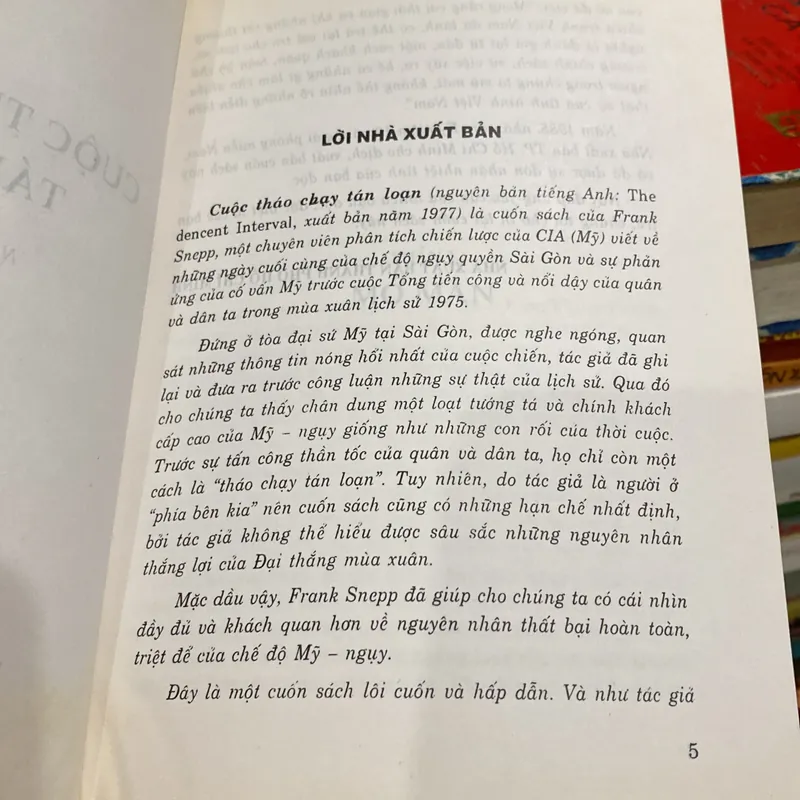 LỜI NHÀ XUẤT BẢN
Cuộc tháo chạy tán loạn (nguyên bản tiếng Anh: The
dencent Interval, xuất bản năm 1977) là cuốn sách của Frank
Snepp, một chuyên viên phân tích chiến lược của CIA (Mỹ) viết về
những ngày cuối cùng của chế độ ngụy quyền Sài Gòn và sự phản
ứng của cố vấn Mỹ trước cuộc Tổng tiến công và nổi dậy của quân
và dân ta trong mùa xuân lịch sử 1975.
Đứng ở tòa đại sứ Mỹ tại Sài Gòn, được nghe ngóng, quan
sát những thông tin nóng hổi nhất của cuộc chiến, tác giả đã ghi
lại và đưa ra trước công luận những sự thật của lịch sử. Qua đó
cho chúng ta thấy chân dung một loạt tướng tá và chính khách
cấp cao của Mỹ – ngụy giống như những con rối của thời cuộc.
Trước sự tấn công thần tốc của quân và dân ta, họ chỉ còn một
cách là “tháo chạy tán loạn”. Tuy nhiên, do tác giả là người ở
“phía bên kia” nên cuốn sách cũng có những hạn chế nhất định,
bởi tác giả không thể hiểu được sâu sắc những nguyên nhân
thắng lợi của Đại thắng mùa xuân.
Mặc dầu vậy, Frank Snepp đã giúp cho chúng ta có cái nhìn
đầy đủ và khách quan hơn về nguyên nhân thất bại hoàn toàn,
triệt để của chế độ Mỹ – ngụy.
Đây là một cuốn sách lôi cuốn và hấp dẫn. Và như tác giả
5